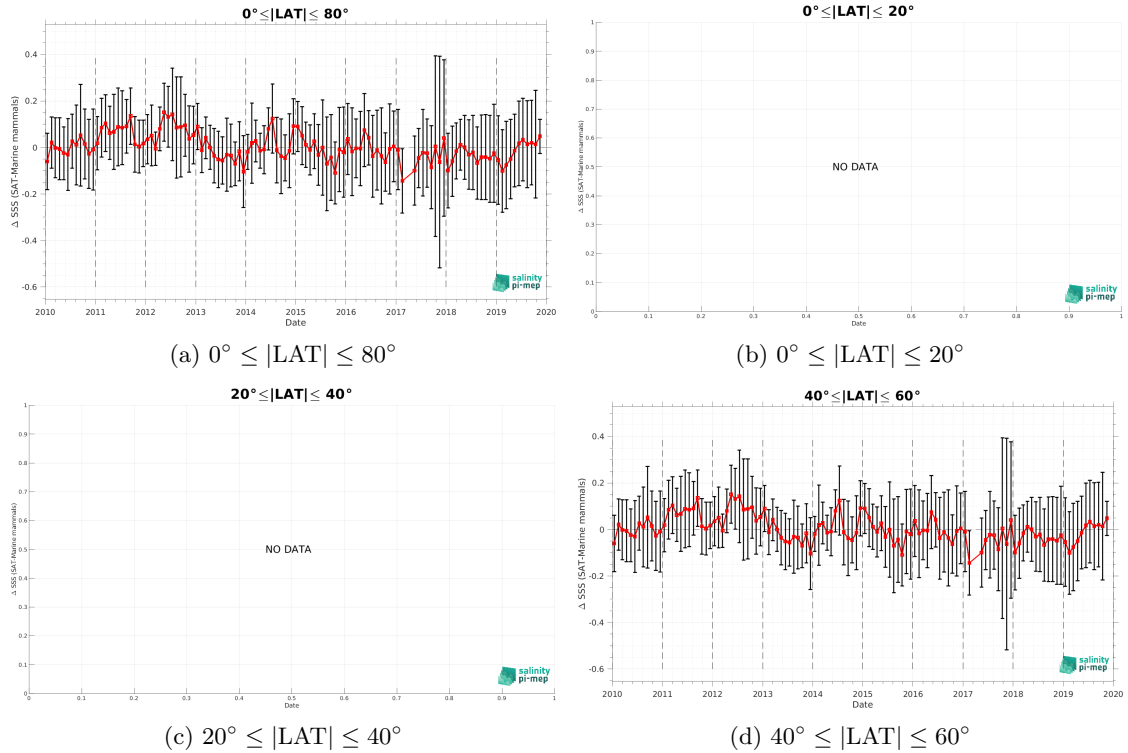 0°≤|LAT|≤ 80°
0.4
0.2
0
-0.2
-0.4
-0.6
Δ SSS (SAT-Marine mammals)
2010 2011 2012 2013 2014 2015 2016 2017 2018 2019 2020
Date
salinity
pi-mep
(a) 0° ≤ |LAT| ≤ 80°
0°≤|LAT|≤ 20°
1
0.9
0.8
0.7
0.6
0.5
0.4
0.3
0.2
0.1
0
Δ SSS (SAT-Marine mammals)
NO DATA
0 0.1 0.2 0.3 0.4 0.5 0.6 0.7 0.8 0.9 1
Date
salinity
pi-mep
(b) 0° ≤ |LAT| ≤ 20°
20°≤|LAT|≤ 40°
1
0.9
0.8
0.7
0.6
0.5
0.4
0.3
0.2
0.1
0
Δ SSS (SAT-Marine mammals)
NO DATA
0 0.1 0.2 0.3 0.4 0.5 0.6 0.7 0.8 0.9 1
Date
salinity
pi-mep
(c) 20° ≤ |LAT| ≤ 40°
40°≤|LAT|≤ 60°
0.4
0.2
0
-0.2
-0.4
-0.6
Δ SSS (SAT-Marine mammals)
2010 2011 2012 2013 2014 2015 2016 2017 2018 2019 2020
Date
salinity
pi-mep
(d) 40° ≤ |LAT| ≤ 60°